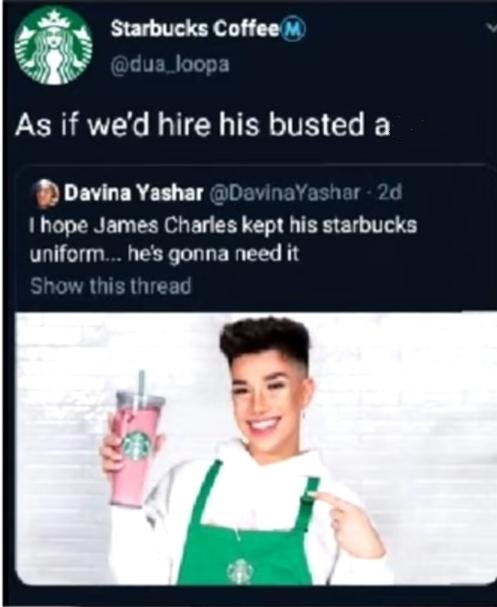 Starbucks Coffee M
@dua_loopa
As if we'd hire his busted a
Davina Yashar @DavinaYashar · 2d
I hope James Charles kept his starbucks
uniform... he's gonna need it
Show this thread